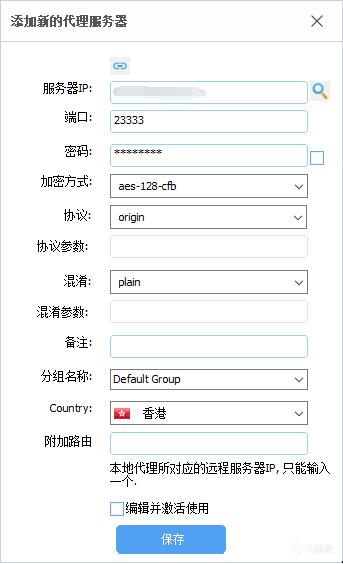 添加新的代理服务器
服务器IP:
端口: 23333
密码: ********
加密方式: aes-128-cfb
协议: origin
协议参数:
混淆: plain
混淆参数:
备注:
分组名称: Default Group
Country: 香港
附加路由
本地代理所对应的远程服务器IP, 只能输入
一个.
编辑并激活使用
保存